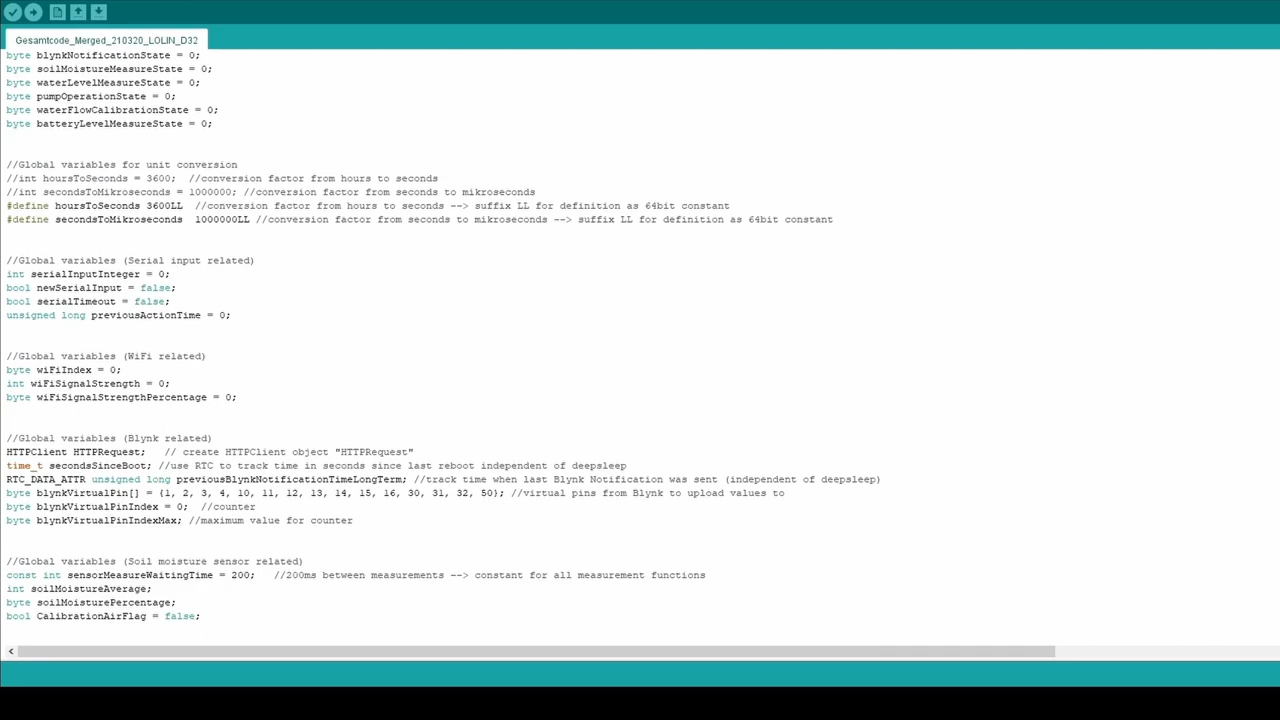 Gesamtcode_Merged_210320_LOLIN_D32
byte blynkNotificationState = 0;
byte soilMoistureMeasureState = 0;
byte waterLevelMeasureState = 0;
byte pumpOperationState = 0;
byte waterFlowCalibrationState = 0;
byte batteryLevelMeasureState = 0;
//Global variables for unit conversion
//int hoursToSeconds = 3600;  //conversion factor from hours to seconds
//int secondsToMikroseconds = 1000000; //conversion factor from seconds to mikroseconds
#define hoursToSeconds 3600LL  //conversion factor from hours to seconds --> suffix LL for definition as 64bit constant
#define secondsToMikroseconds  1000000LL //conversion factor from seconds to mikroseconds --> suffix LL for definition as 64bit constant
//Global variables (Serial input related)
int serialInputInteger = 0;
bool newSerialInput = false;
bool serialTimeout = false;
unsigned long previousActionTime = 0;
//Global variables (WiFi related)
byte wiFiIndex = 0;
int wiFiSignalStrength = 0;
byte wiFiSignalStrengthPercentage = 0;
//Global variables (Blynk related)
HTTPClient HTTPRequest;   // create HTTPClient object "HTTPRequest"
time_t secondsSinceBoot; //use RTC to track time in seconds since last reboot independent of deepsleep
RTC_DATA_ATTR unsigned long previousBlynkNotificationTimeLongTerm; //track time when last Blynk Notification was sent (independent of deepsleep)
byte blynkVirtualPin[] = {1, 2, 3, 4, 10, 11, 12, 13, 14, 15, 16, 30, 31, 32, 50}; //virtual pins from Blynk to upload values to
byte blynkVirtualPinIndex = 0;  //counter
byte blynkVirtualPinIndexMax; //maximum value for counter
//Global variables (Soil moisture sensor related)
const int sensorMeasureWaitingTime = 200;   //200ms between measurements --> constant for all measurement functions
int soilMoistureAverage;
byte soilMoisturePercentage;
bool CalibrationAirFlag = false;